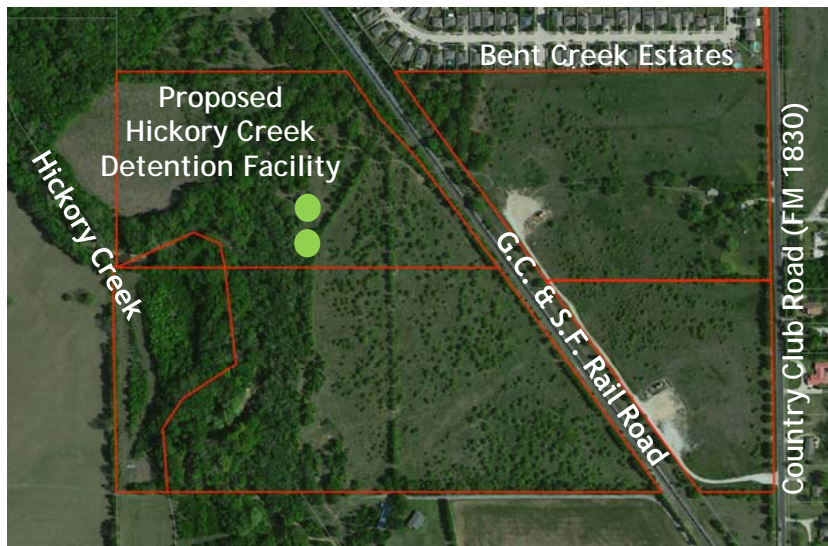 Bent Creek Estates
Proposed
Hickory Creek
Detention Facility
Hickory Creek
G.C. & S.F. Rail Road
Country Club Road (FM 1830)